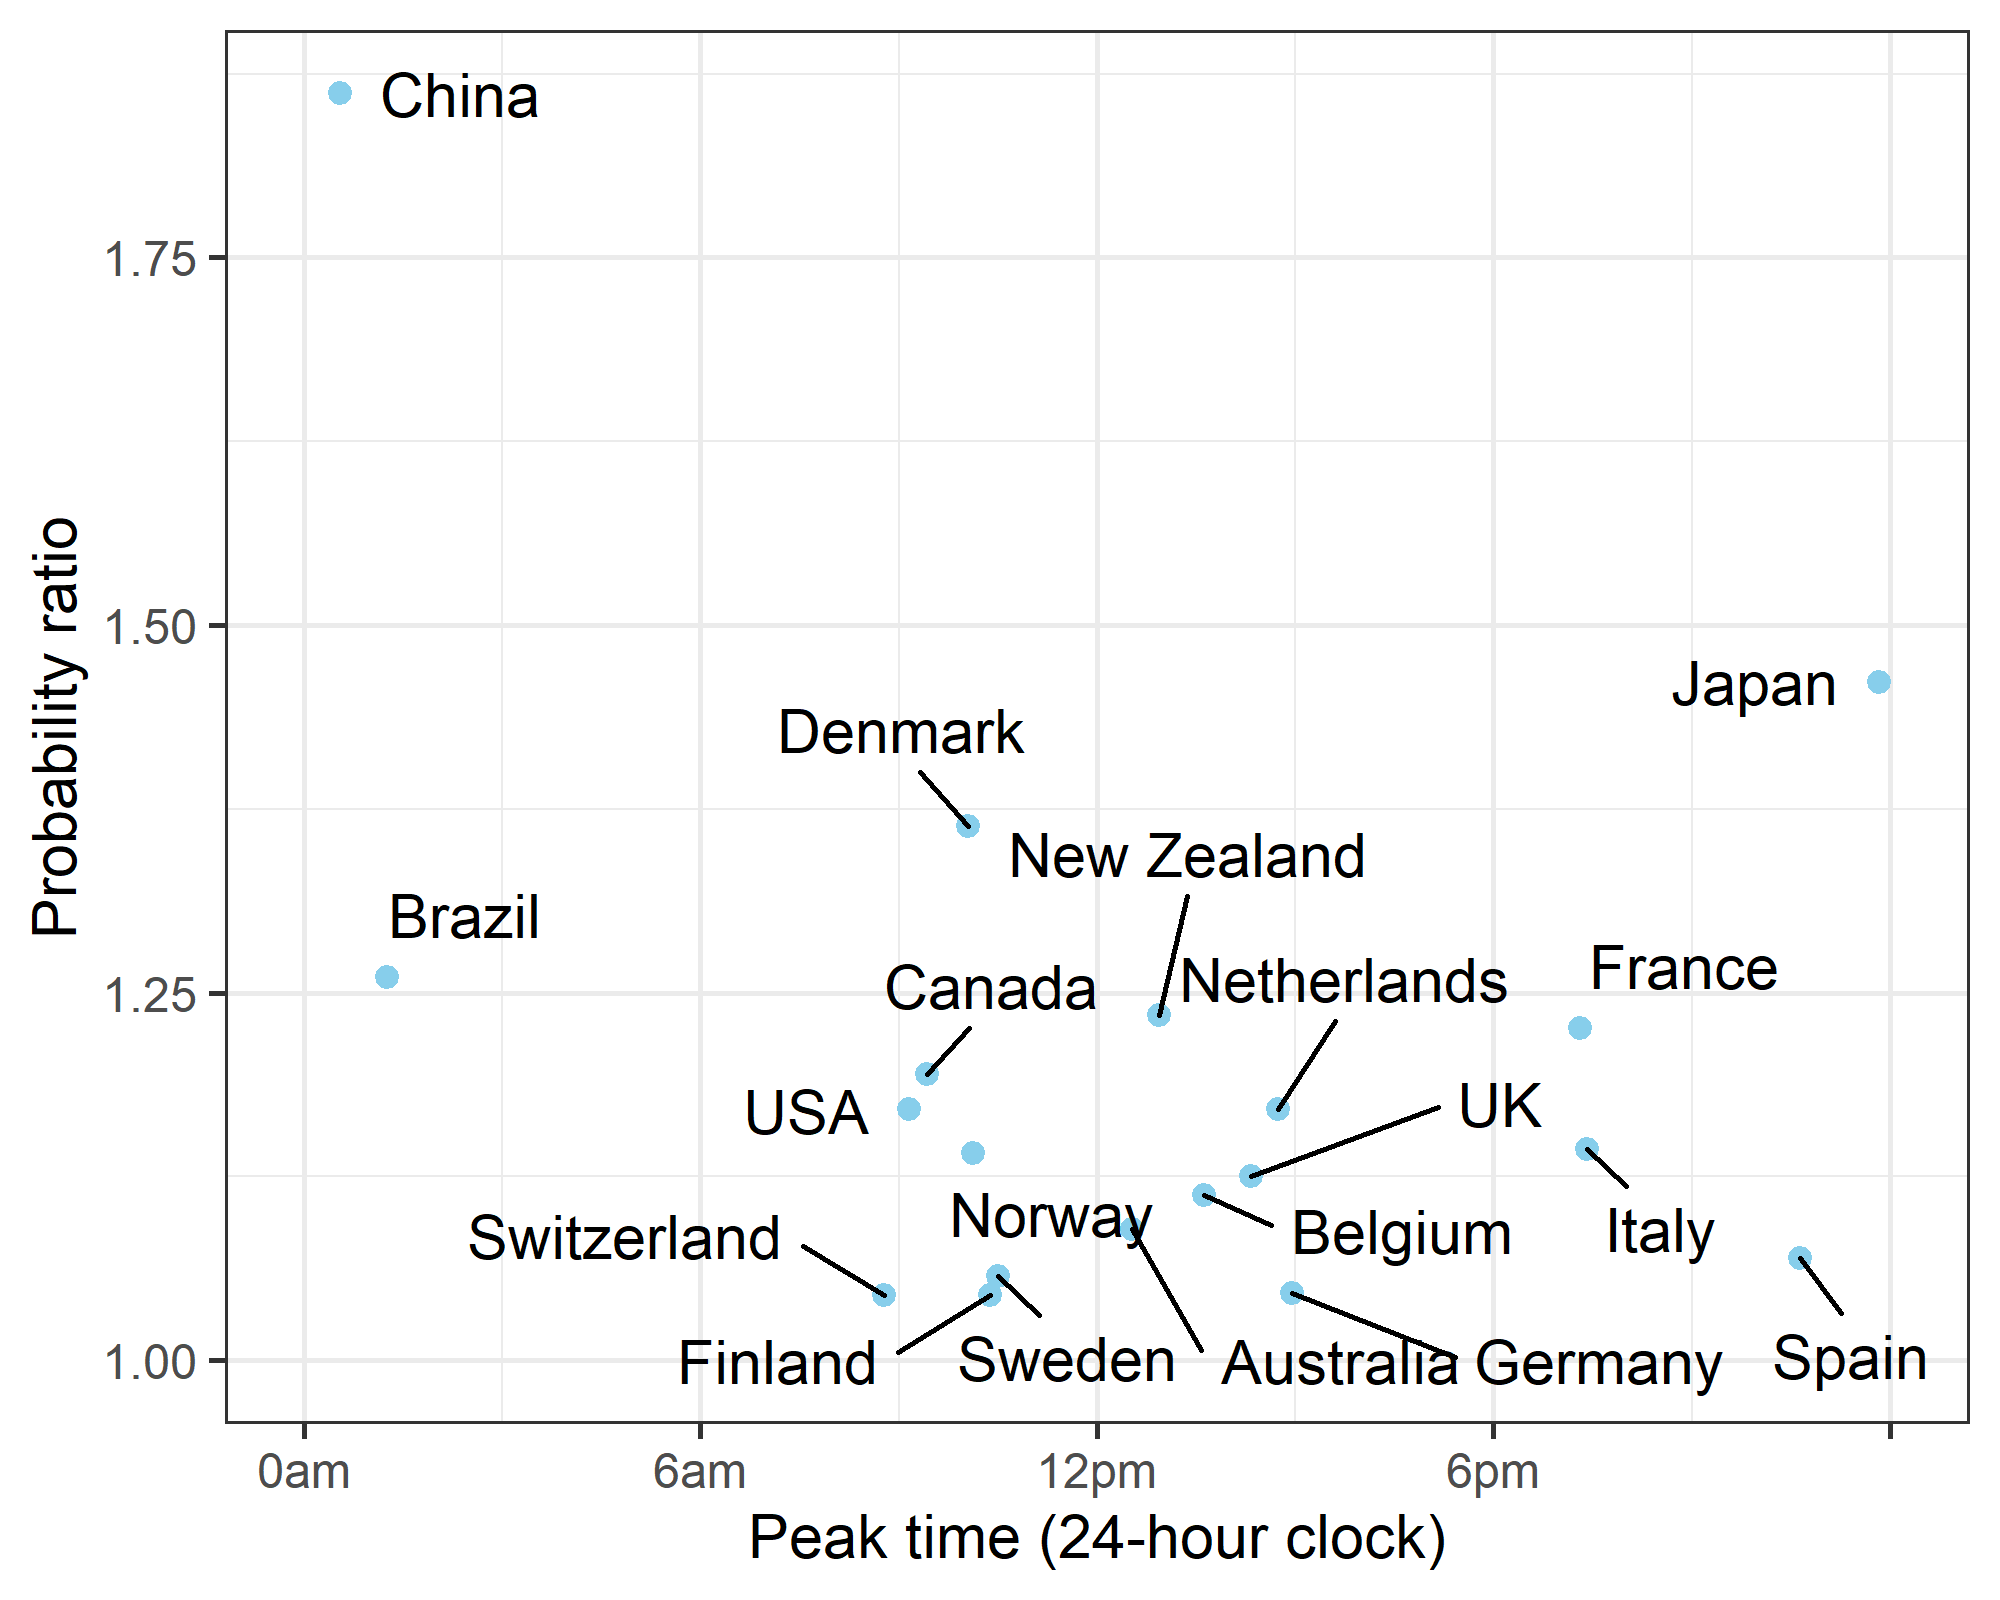 China
1.75
1.50
Japan
Denmark
New Zealand
Brazil
Netherlands
France
Canada
1.25
USA
UK
Norway
Switzerland
Belgium
Italy
Finland
Sweden
Australia
Germany
Spain
1.00
0am
6am
12pm
6pm
Peak time (24-hour clock)
Probability ratio